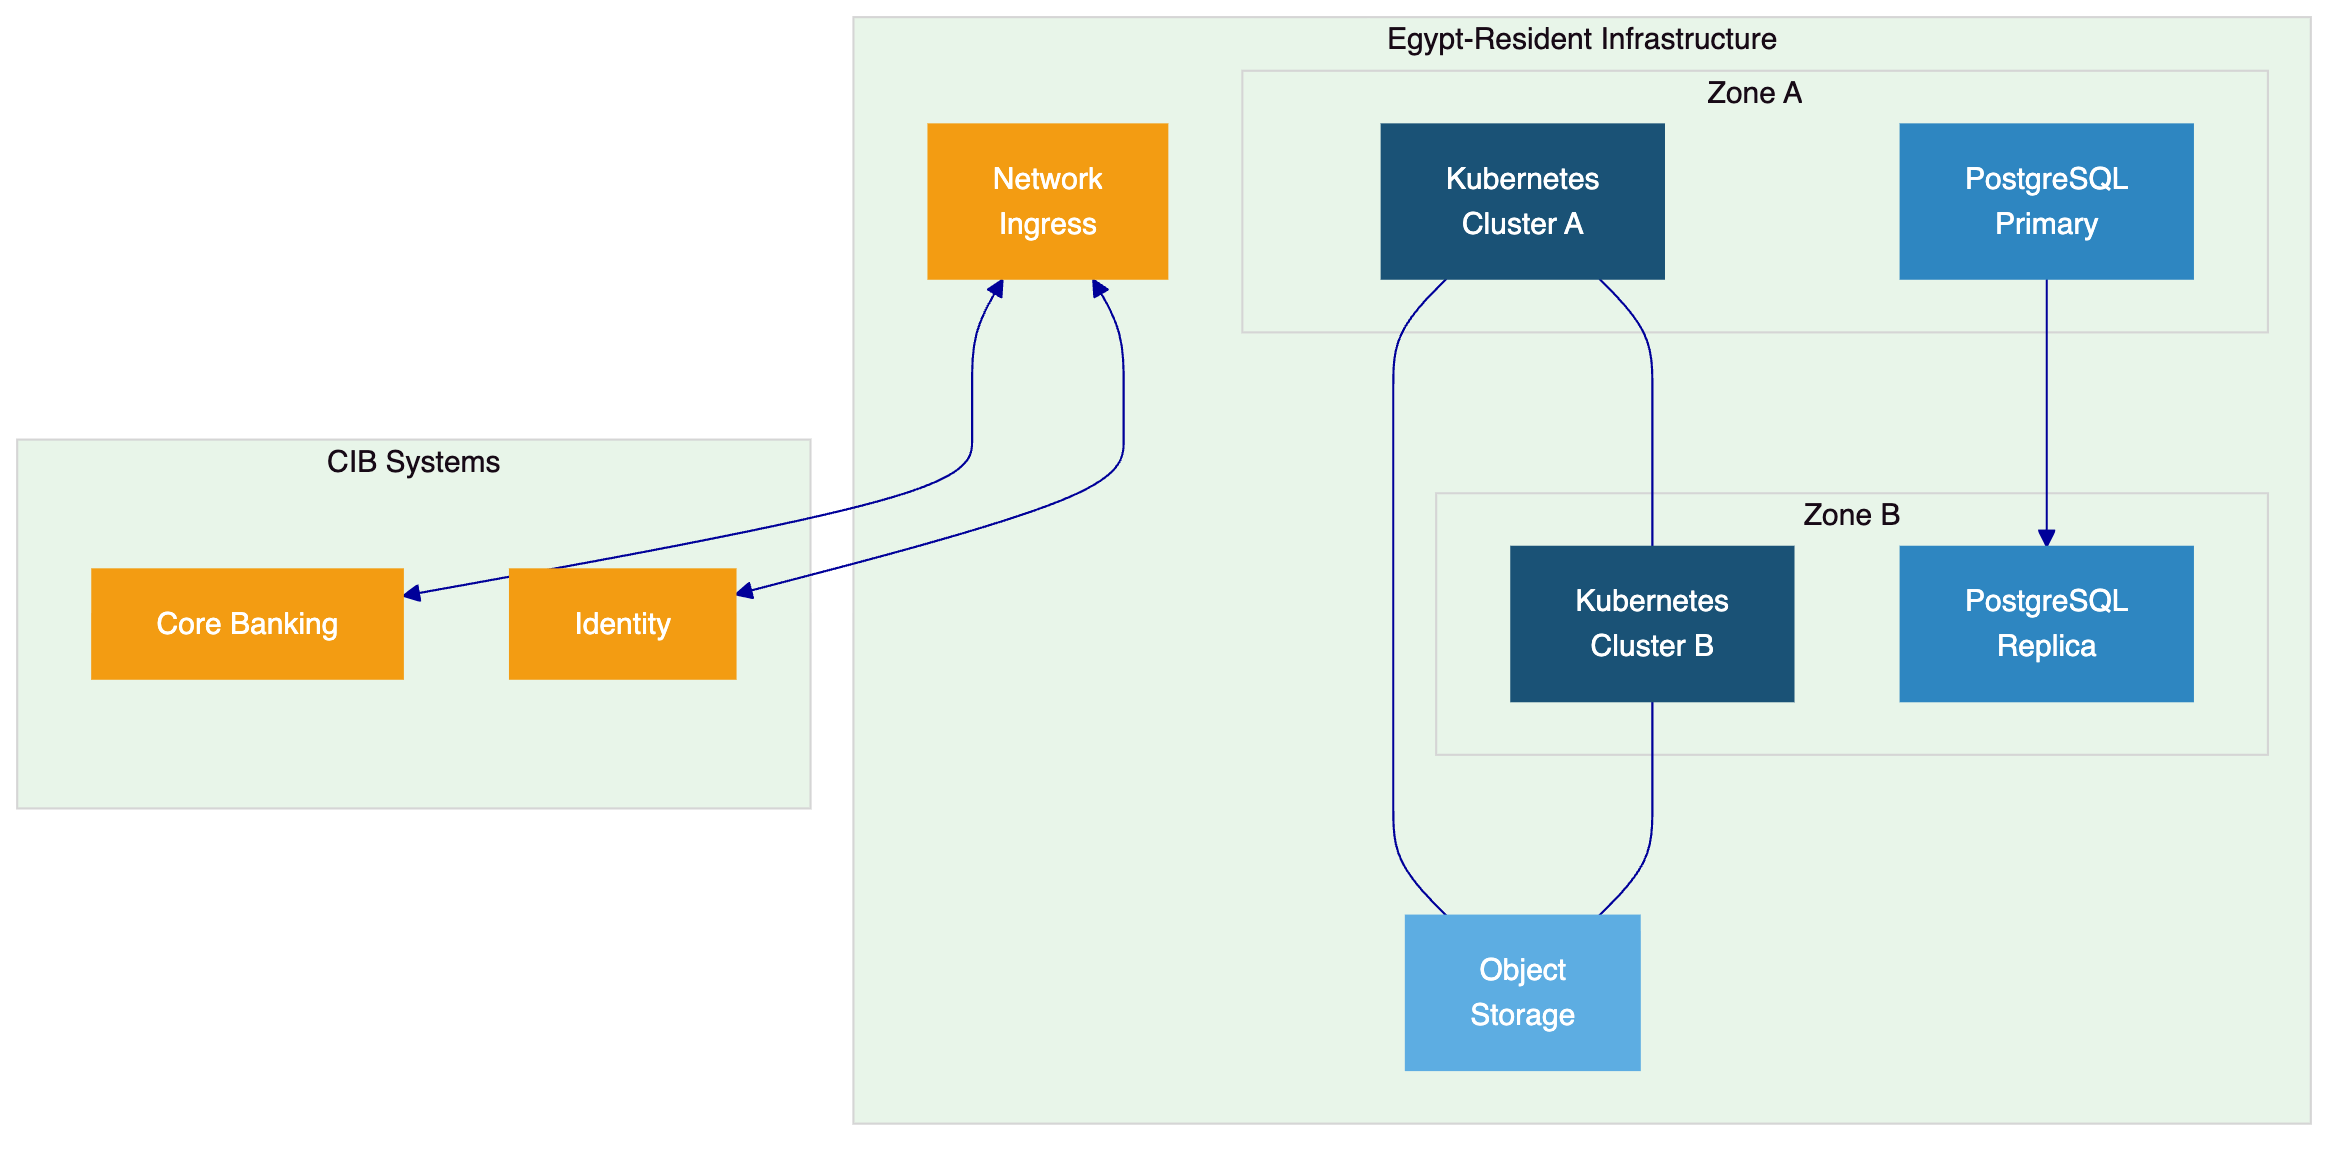 Egypt-Resident Infrastructure
Zone A
Network
Ingress
Kubernetes
Cluster A
PostgreSQL
Primary
CIB Systems
Core Banking
Identity
Zone B
Kubernetes
Cluster B
PostgreSQL
Replica
Object
Storage